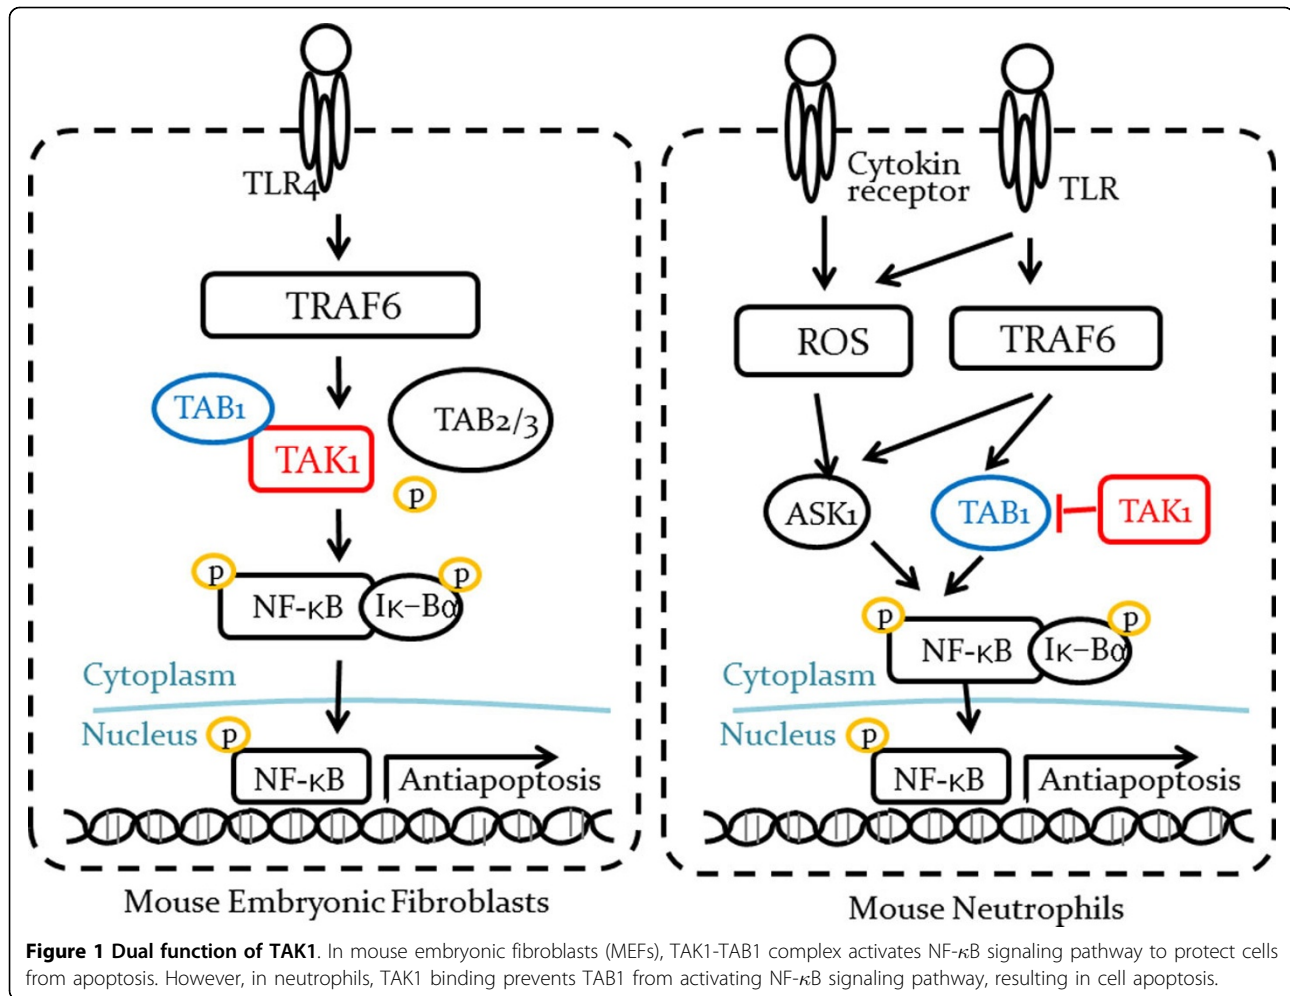 TLR4
TRAF6
TAB1
TAK1
TAB2/3
p
p
NF-κB
Iκ-Bα
p
Cytoplasm
Nucleus
p
NF-κB
Antiapoptosis
Mouse Embryonic Fibroblasts
Cytokin
receptor
TLR
ROS
TRAF6
ASK1
TAB1
TAK1
p
NF-κB
Iκ-Bα
p
Cytoplasm
Nucleus
p
NF-κB
Antiapoptosis
Mouse Neutrophils
Figure 1 Dual function of TAK1. In mouse embryonic fibroblasts (MEFs), TAK1-TAB1 complex activates NF-κB signaling pathway to protect cells
from apoptosis. However, in neutrophils, TAK1 binding prevents TAB1 from activating NF-κB signaling pathway, resulting in cell apoptosis.